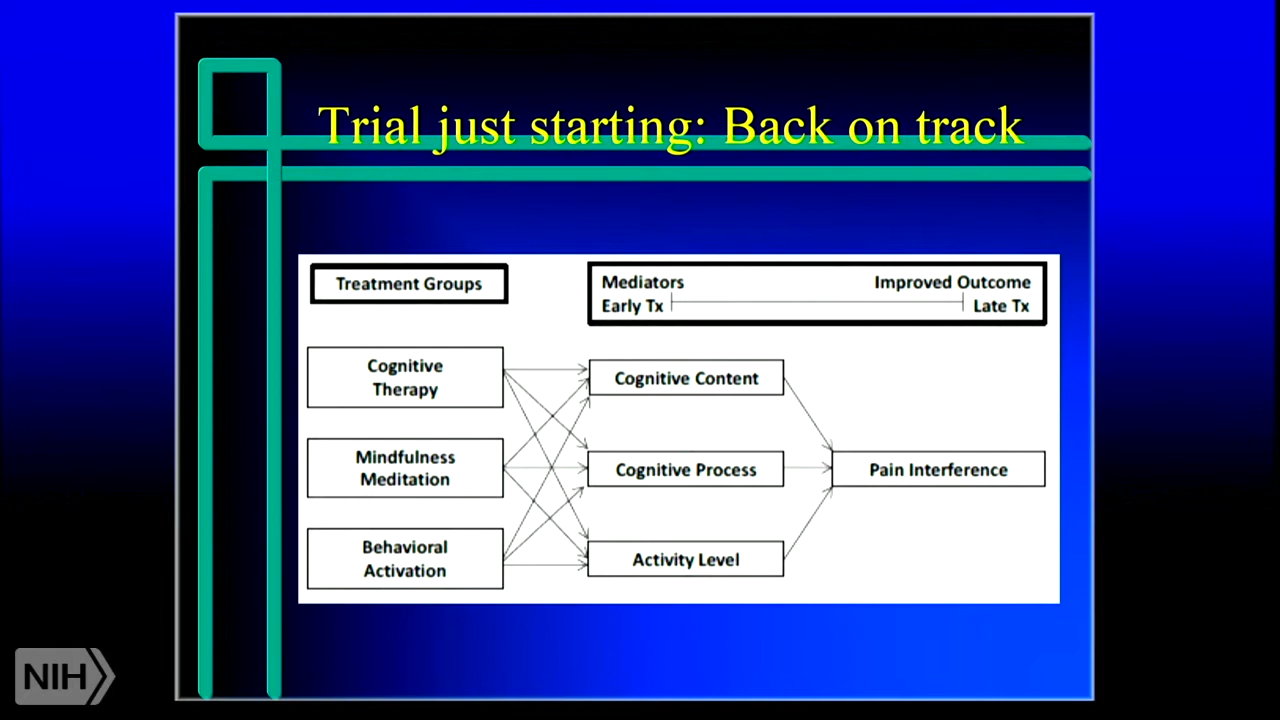 Trial just starting: Back on track
Treatment Groups
Mediators
Improved Outcome
Early Tx
Late Tx
Cognitive
Therapy
Cognitive Content
Mindfulness
Meditation
Cognitive Process
Pain Interference
Behavioral
Activation
Activity Level
NIH